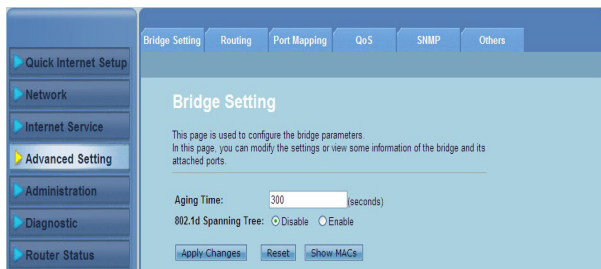 Bridge Setting Routing Port Mapping QoS SNMP Others
Quick Internet Setup
Network
Internet Service
Advanced Setting
Administration
Diagnostic
Router Status
Bridge Setting
This page is used to configure the bridge parameters.
In this page, you can modify the settings or view some information of the bridge and its
attached ports.
Aging Time: 300 (seconds)
802.1d Spanning Tree: Disable Enable
Apply Changes Reset Show MACs